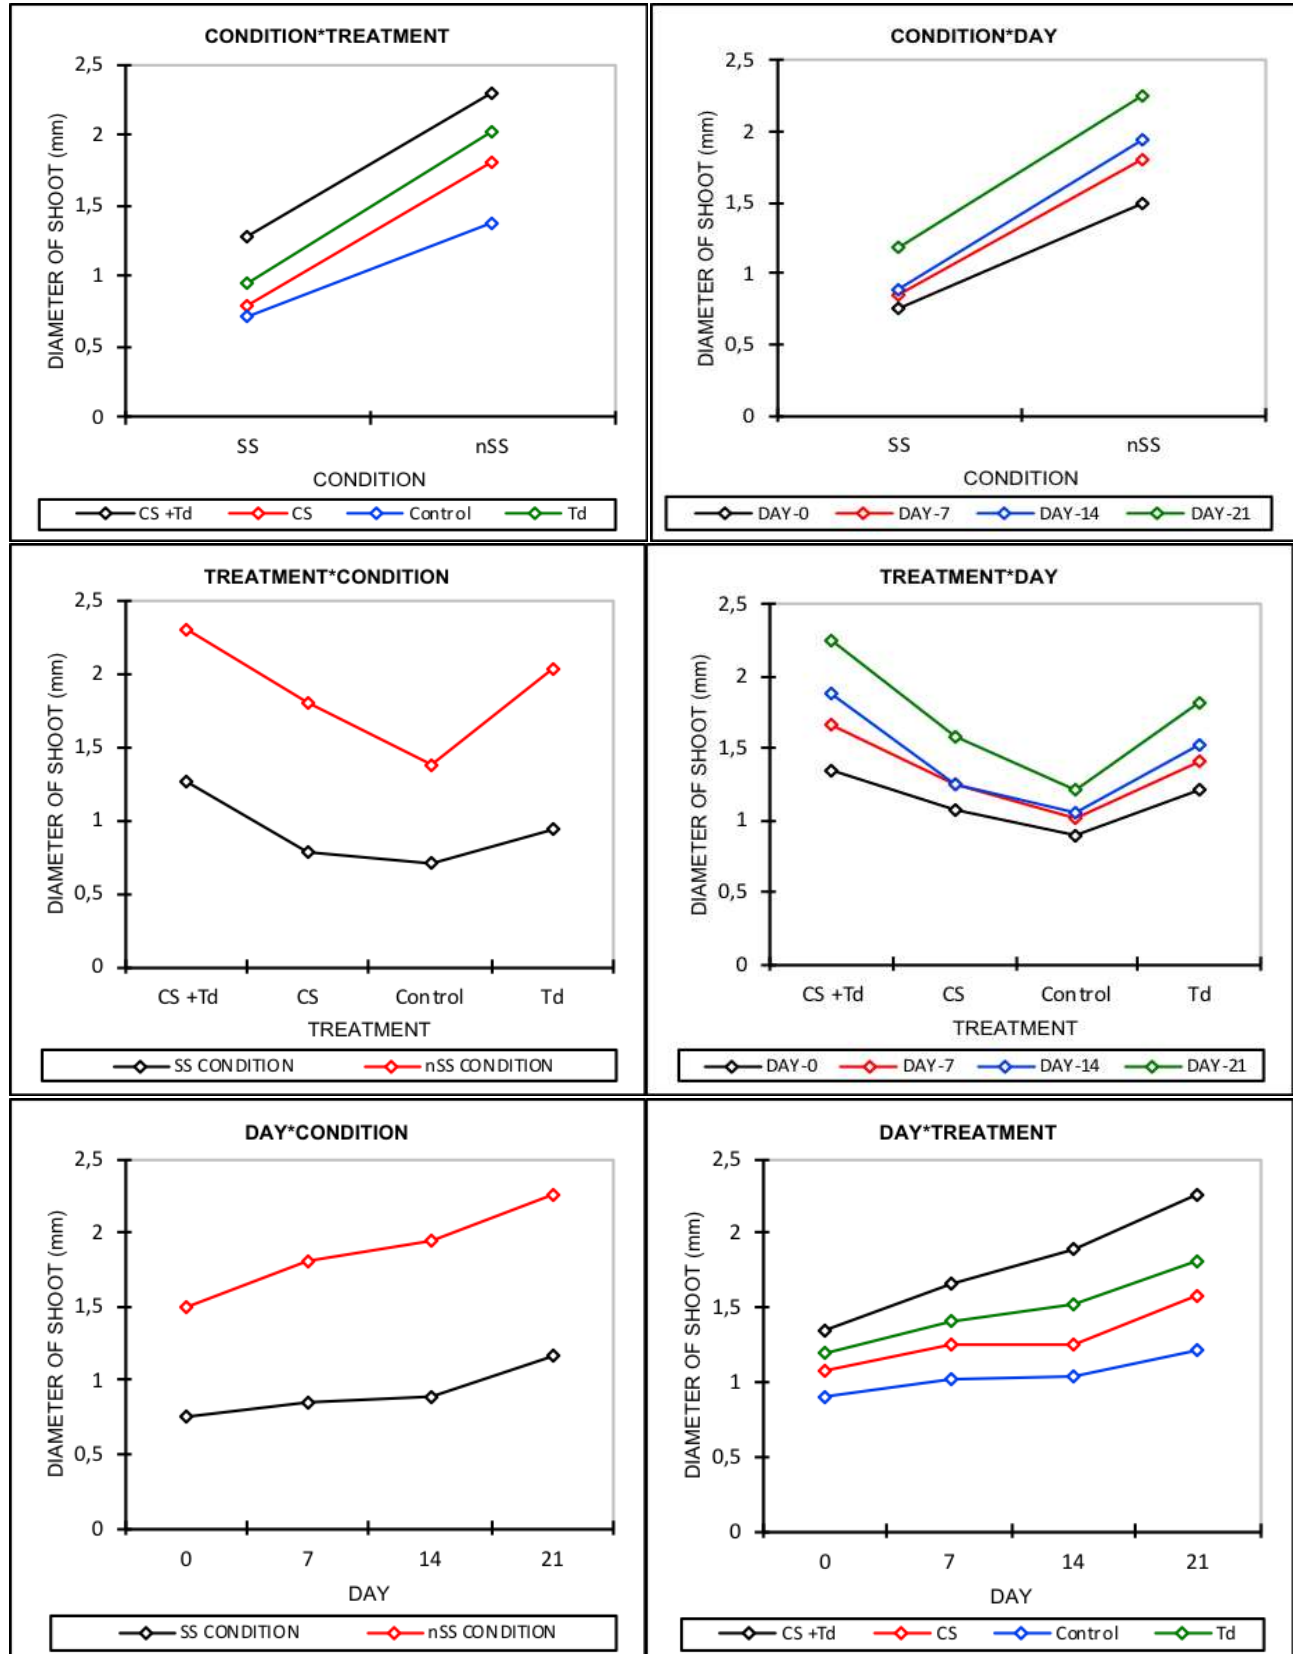 CONDITION*TREATMENT
DIAMETER OF SHOOT (mm)
2,5
2
1,5
1
0,5
0
SS nSS
CONDITION
CS +Td CS Control Td
CONDITION*DAY
DIAMETER OF SHOOT (mm)
2,5
2
1,5
1
0,5
0
SS nSS
CONDITION
DAY-0 DAY-7 DAY-14 DAY-21
TREATMENT*CONDITION
DIAMETER OF SHOOT (mm)
2,5
2
1,5
1
0,5
0
CS +Td CS Control Td
TREATMENT
SS CONDITION nSS CONDITION
TREATMENT*DAY
DIAMETER OF SHOOT (mm)
2,5
2
1,5
1
0,5
0
CS +Td CS Control Td
TREATMENT
DAY-0 DAY-7 DAY-14 DAY-21
DAY*CONDITION
DIAMETER OF SHOOT (mm)
2,5
2
1,5
1
0,5
0
0 7 14 21
DAY
SS CONDITION nSS CONDITION
DAY*TREATMENT
DIAMETER OF SHOOT (mm)
2,5
2
1,5
1
0,5
0
0 7 14 21
DAY
CS +Td CS Control Td